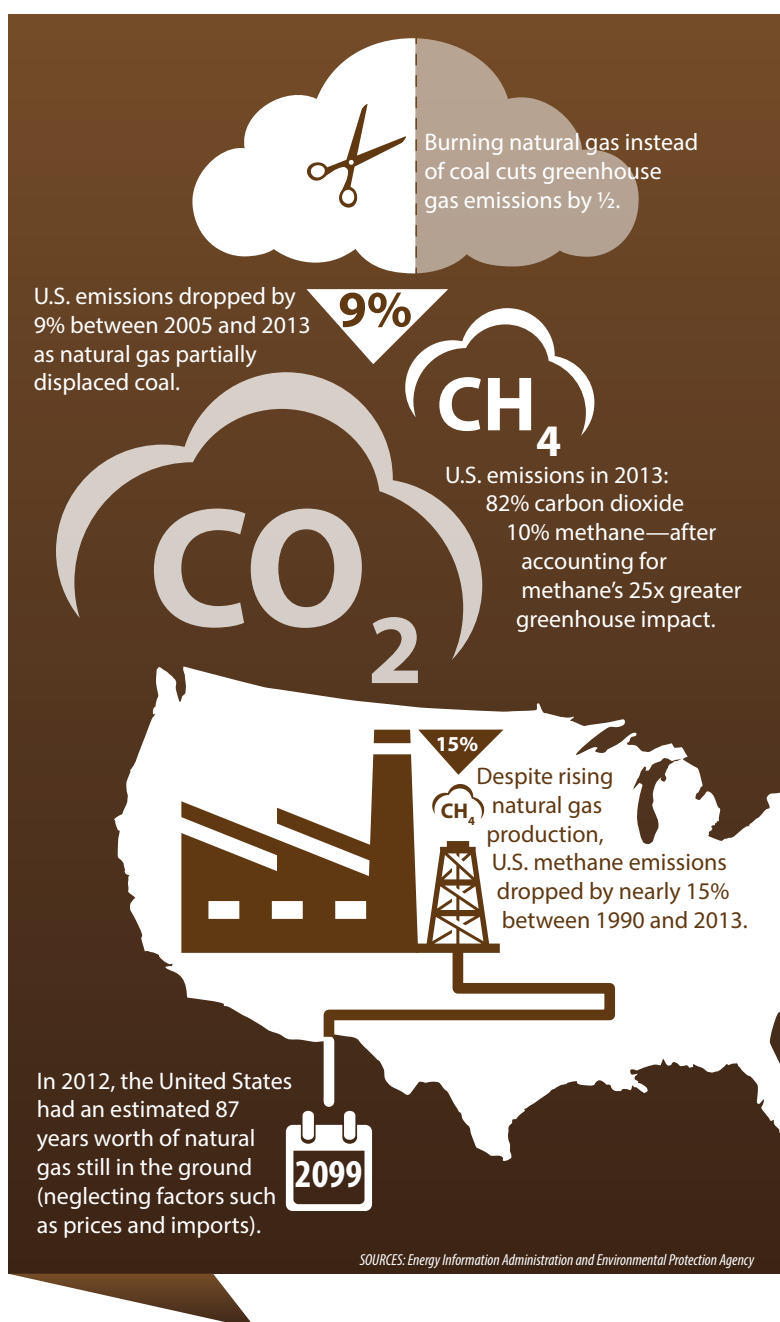 Burning natural gas instead
of coal cuts greenhouse
gas emissions by ½.
U.S. emissions dropped by
9% between 2005 and 2013
as natural gas partially
displaced coal.
9%
CH4
U.S. emissions in 2013:
82% carbon dioxide
10% methane—after
accounting for
methane’s 25x greater
greenhouse impact.
CO2
15%
CH4
Despite rising
natural gas
production,
U.S. methane emissions
dropped by nearly 15%
between 1990 and 2013.
In 2012, the United States
had an estimated 87
years worth of natural
gas still in the ground
(neglecting factors such
as prices and imports).
2099
SOURCES: Energy Information Administration and Environmental Protection Agency